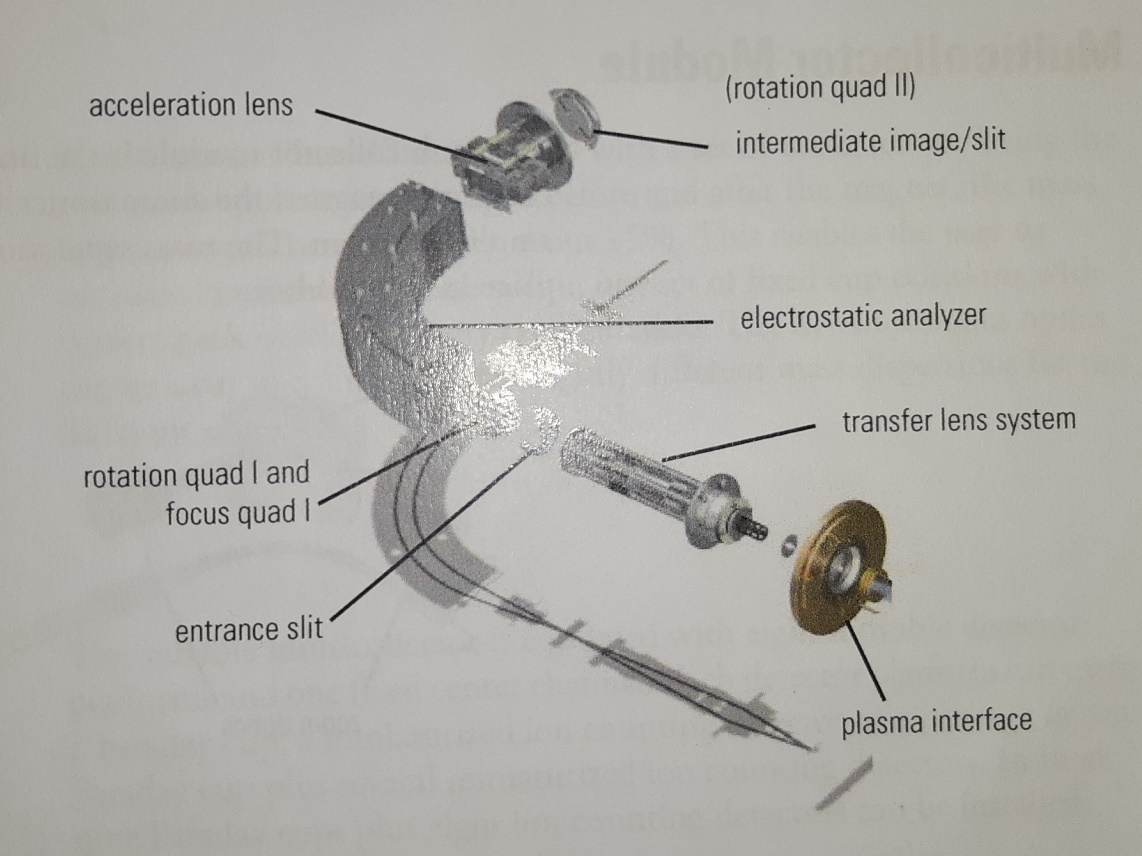 acceleration lens
(rotation quad II)
intermediate image/slit
electrostatic analyzer
transfer lens system
rotation quad I and
focus quad I
entrance slit
plasma interface